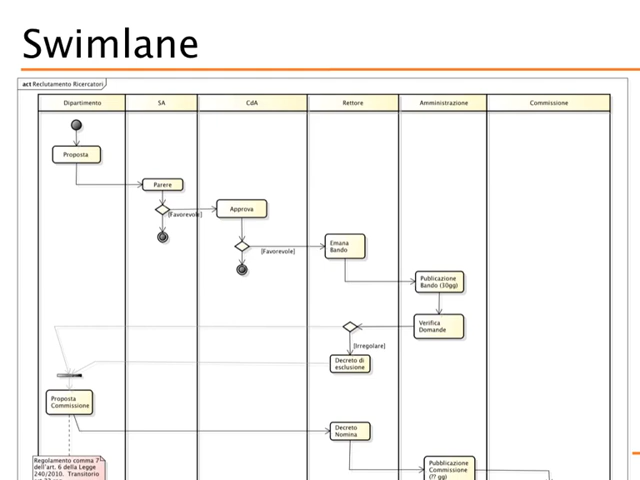 Swimlane
act Reclutamento Ricercatori
Dipartimento
SA
CdA
Rettore
Amministrazione
Commissione
Proposta
Parere
[Favorevole]
Approva
[Favorevole]
Emana
Bando
Publicazione
Bando (30gg)
Verifica
Domande
[Irregolare]
Decreto di
esclusione
Proposta
Commissione
Decreto
Nomina
Regolamento comma 7
dell'art. 6 della Legge
240/2010. Transitorio
Pubblicazione
Commissione
(?? gg)